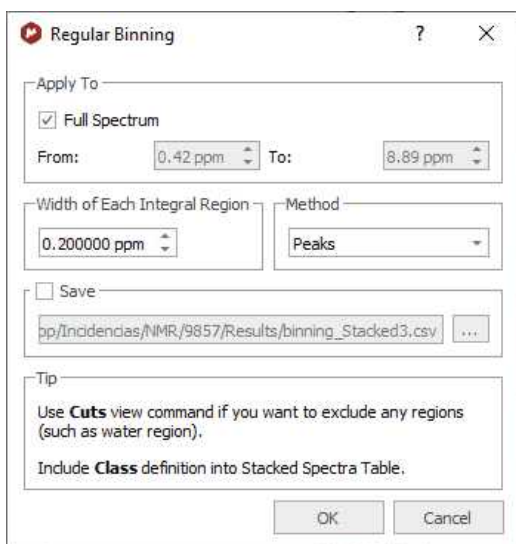 Regular Binning ?
Apply To
Full Spectrum
From: 0.42 ppm To: 8.89 ppm
Width of Each Integral Region Method
0.200000 ppm Peaks
Save
op/Incidencias/NMR/9857/Results/binning_Stacked3.csv ...
Tip
Use Cuts view command if you want to exclude any regions
(such as water region).
Include Class definition into Stacked Spectra Table.
OK Cancel